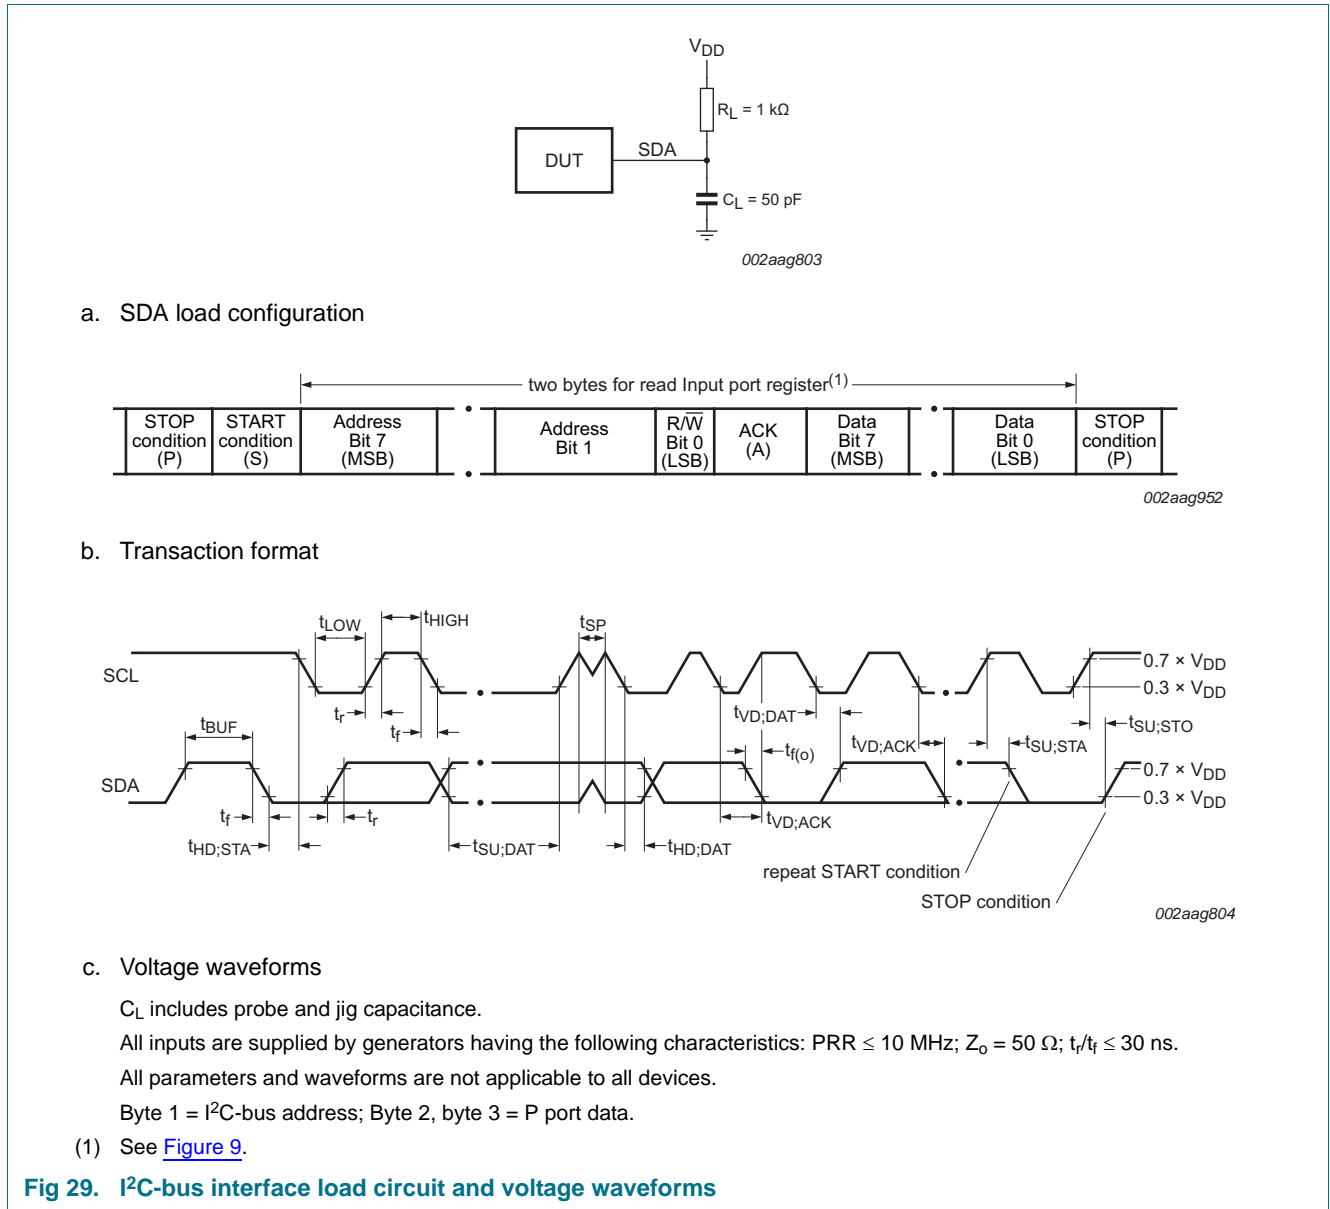 VDD
RL = 1 kΩ
DUT
SDA
CL = 50 pF
002aag803
a. SDA load configuration
two bytes for read Input port register(1)
STOP condition (P)
START condition (S)
Address Bit 7 (MSB)
Address Bit 1
R/W̅ Bit 0 (LSB)
ACK (A)
Data Bit 7 (MSB)
Data Bit 0 (LSB)
STOP condition (P)
002aag952
b. Transaction format
tLOW
tHIGH
tSP
SCL
0.7 × VDD
0.3 × VDD
tr
tf
tBUF
tVD;DAT
tf(o)
tVD;ACK
tSU;STA
tSU;STO
SDA
0.7 × VDD
0.3 × VDD
tf
tr
tHD;STA
tSU;DAT
tHD;DAT
tVD;ACK
repeat START condition
STOP condition
002aag804
c. Voltage waveforms
CL includes probe and jig capacitance.
All inputs are supplied by generators having the following characteristics: PRR ≤ 10 MHz; Zo = 50 Ω; tr/tf ≤ 30 ns.
All parameters and waveforms are not applicable to all devices.
Byte 1 = I2C-bus address; Byte 2, byte 3 = P port data.
(1) See Figure 9.
Fig 29. I2C-bus interface load circuit and voltage waveforms